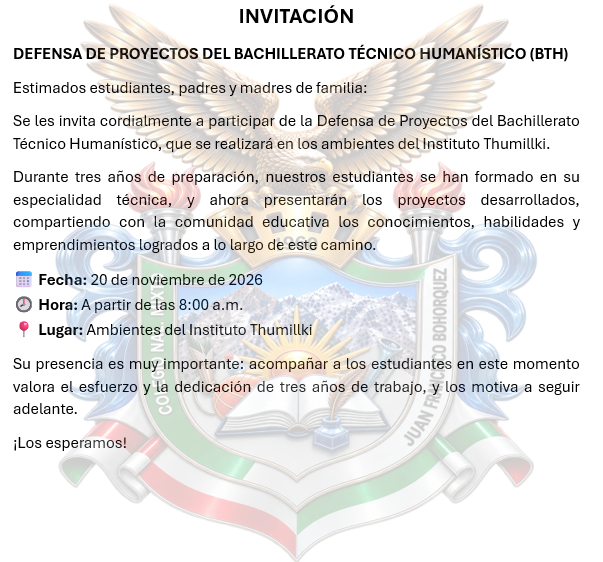 INVITACIÓN
DEFENSA DE PROYECTOS DEL BACHILLERATO TÉCNICO HUMANÍSTICO (BTH)
Estimados estudiantes, padres y madres de familia:
Se les invita cordialmente a participar de la Defensa de Proyectos del Bachillerato
Técnico Humanístico, que se realizará en los ambientes del Instituto Thumillki.
Durante tres años de preparación, nuestros estudiantes se han formado en su
especialidad técnica, y ahora presentarán los proyectos desarrollados,
compartiendo con la comunidad educativa los conocimientos, habilidades y
emprendimientos logrados a lo largo de este camino.
Fecha: 20 de noviembre de 2026
Hora: A partir de las 8:00 a.m.
Lugar: Ambientes del Instituto Thumillki
Su presencia es muy importante: acompañar a los estudiantes en este momento
valora el esfuerzo y la dedicación de tres años de trabajo, y los motiva a seguir
adelante.
¡Los esperamos!
COLEGIO NAL. MIXTO
JUAN BOHORQUEZ